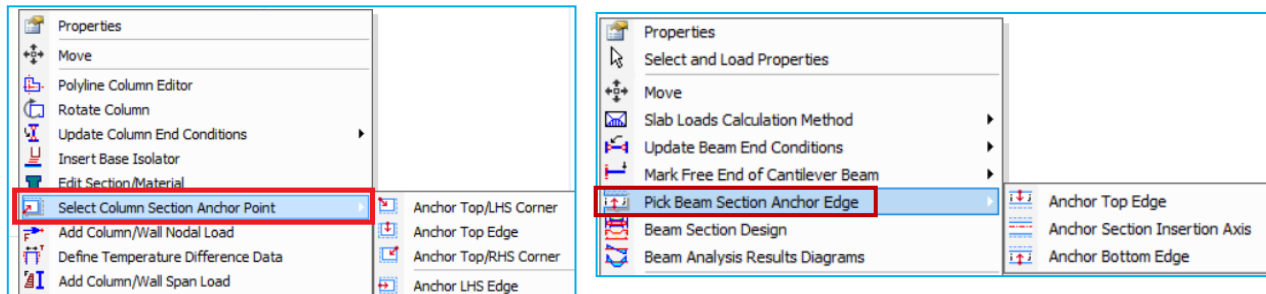 Properties
Move
Polyline Column Editor
Rotate Column
Update Column End Conditions
Insert Base Isolator
Edit Section/Material
Select Column Section Anchor Point
Add Column/Wall Nodal Load
Define Temperature Difference Data
Add Column/Wall Span Load
Anchor Top/LHS Corner
Anchor Top Edge
Anchor Top/RHS Corner
Anchor LHS Edge
Properties
Select and Load Properties
Move
Slab Loads Calculation Method
Update Beam End Conditions
Mark Free End of Cantilever Beam
Pick Beam Section Anchor Edge
Beam Section Design
Beam Analysis Results Diagrams
Anchor Top Edge
Anchor Section Insertion Axis
Anchor Bottom Edge